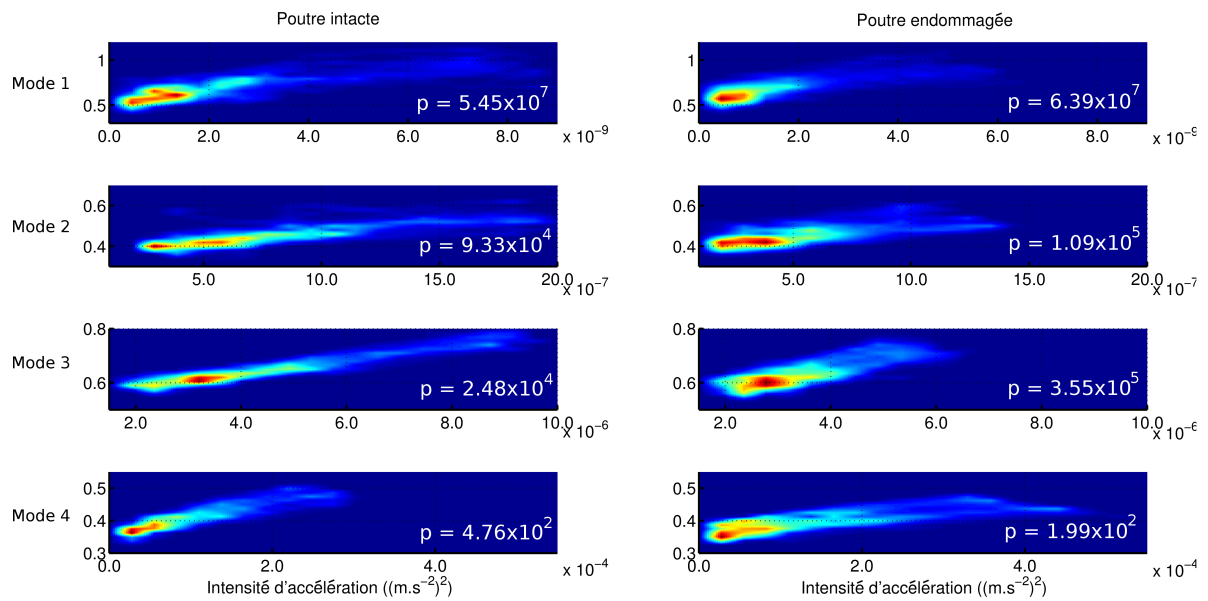 Poutre intacte
Poutre endommagée
Mode 1
1
0.5
p = 5.45x10^7
0.0 2.0 4.0 6.0 8.0 x 10^−9
1
0.5
p = 6.39x10^7
0.0 2.0 4.0 6.0 8.0 x 10^−9
Mode 2
0.6
0.4
p = 9.33x10^4
5.0 10.0 15.0 20.0 x 10^−7
0.6
0.4
p = 1.09x10^5
5.0 10.0 15.0 20.0 x 10^−7
Mode 3
0.8
0.6
p = 2.48x10^4
2.0 4.0 6.0 8.0 10.0 x 10^−6
0.8
0.6
p = 3.55x10^5
2.0 4.0 6.0 8.0 10.0 x 10^−6
Mode 4
0.5
0.4
0.3
p = 4.76x10^2
0.0 2.0 4.0 x 10^−4
Intensité d'accélération ((m.s^−2)^2)
0.5
0.4
0.3
p = 1.99x10^2
0.0 2.0 4.0 x 10^−4
Intensité d'accélération ((m.s^−2)^2)